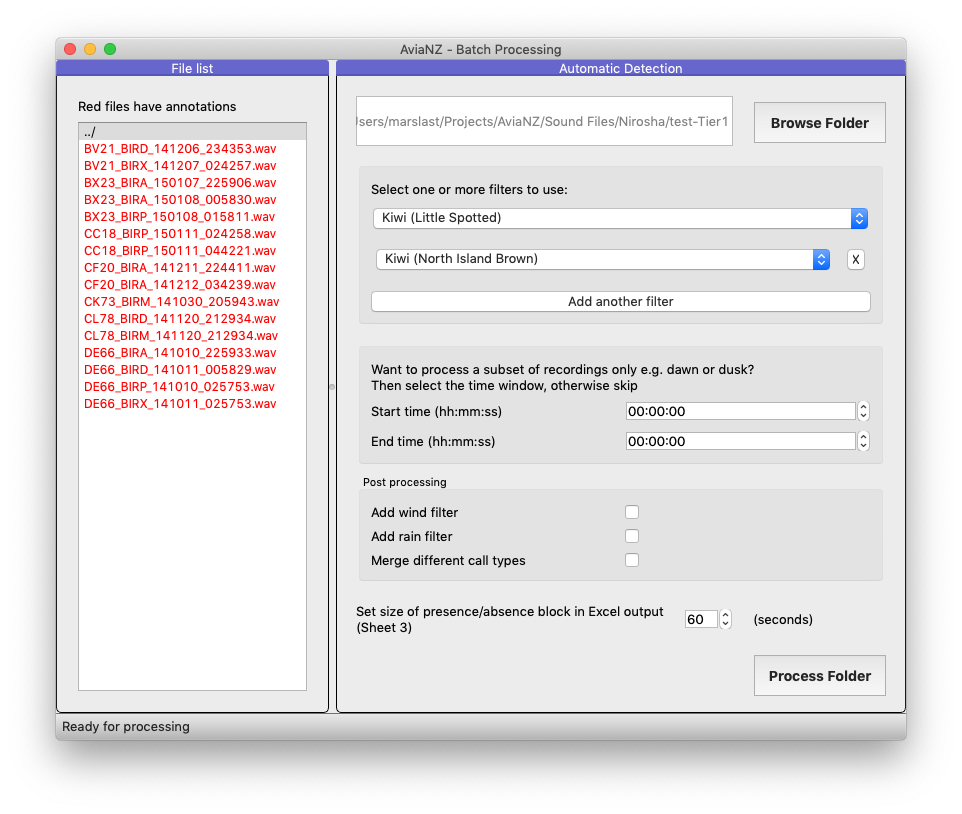 AviaNZ - Batch Processing
File list
Red files have annotations
../
BV21_BIRD_141206_234353.wav
BV21_BIRX_141207_024257.wav
BX23_BIRA_150107_225906.wav
BX23_BIRA_150108_005830.wav
BX23_BIRP_150108_015811.wav
CC18_BIRP_150111_024258.wav
CC18_BIRP_150111_044221.wav
CF20_BIRA_141211_224411.wav
CF20_BIRA_141212_034239.wav
CK73_BIRM_141030_205943.wav
CL78_BIRD_141120_212934.wav
CL78_BIRM_141120_212934.wav
DE66_BIRA_141010_225933.wav
DE66_BIRD_141011_005829.wav
DE66_BIRP_141010_025753.wav
DE66_BIRX_141011_025753.wav
Automatic Detection
sers/marslast/Projects/AviaNZ/Sound Files/Nirosha/test-Tier1
Browse Folder
Select one or more filters to use:
Kiwi (Little Spotted)
Kiwi (North Island Brown)
X
Add another filter
Want to process a subset of recordings only e.g. dawn or dusk?
Then select the time window, otherwise skip
Start time (hh:mm:ss) 00:00:00
End time (hh:mm:ss) 00:00:00
Post processing
Add wind filter
Add rain filter
Merge different call types
Set size of presence/absence block in Excel output
(Sheet 3)
60
(seconds)
Process Folder
Ready for processing